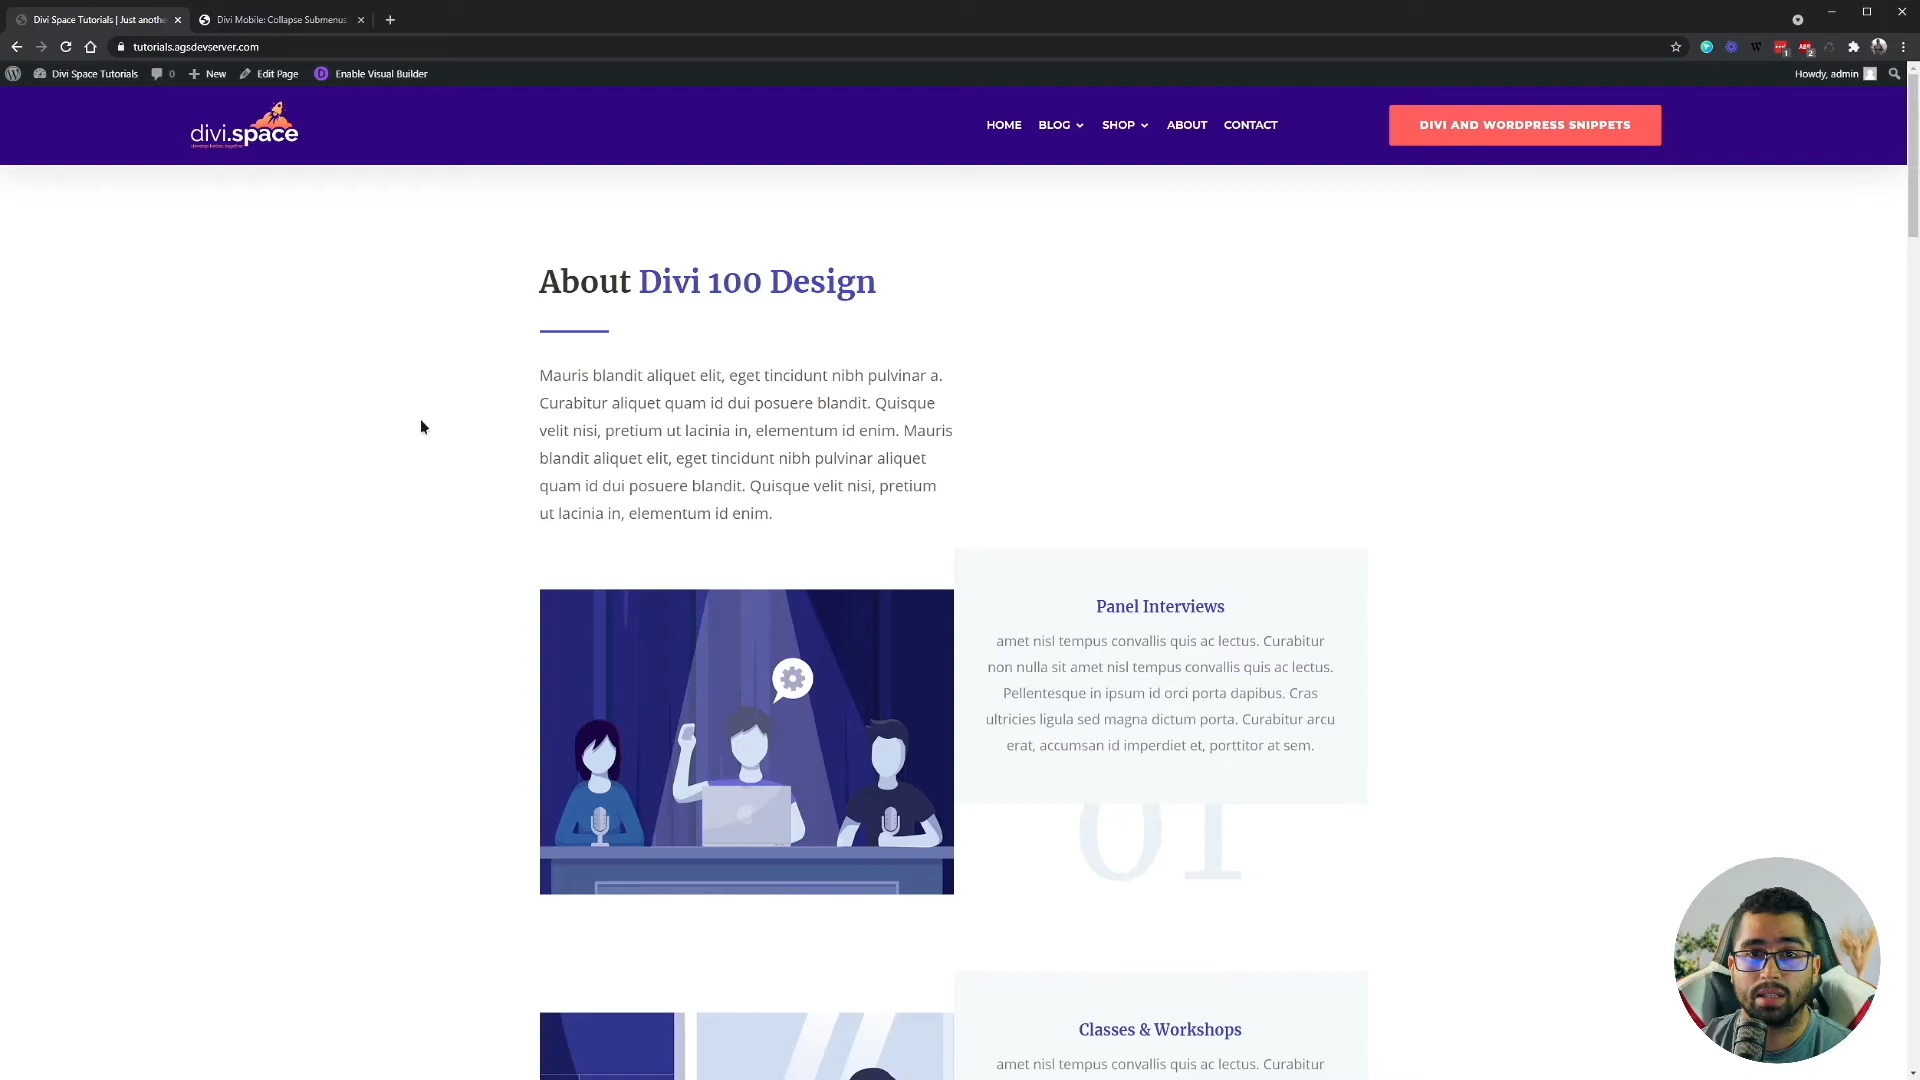 Divi Space Tutorials | Just anothe
Divi Mobile: Collapse Submenus
tutorials.agsdevserver.com
Divi Space Tutorials
0
New
Edit Page
Enable Visual Builder
Howdy, admin
divi.space
HOME
BLOG
SHOP
ABOUT
CONTACT
DIVI AND WORDPRESS SNIPPETS
About Divi 100 Design
Mauris blandit aliquet elit, eget tincidunt nibh pulvinar a.
Curabitur aliquet quam id dui posuere blandit. Quisque
velit nisi, pretium ut lacinia in, elementum id enim. Mauris
blandit aliquet elit, eget tincidunt nibh pulvinar aliquet
quam id dui posuere blandit. Quisque velit nisi, pretium
ut lacinia in, elementum id enim.
Panel Interviews
amet nisl tempus convallis quis ac lectus. Curabitur
non nulla sit amet nisl tempus convallis quis ac lectus.
Pellentesque in ipsum id orci porta dapibus. Cras
ultricies ligula sed magna dictum porta. Curabitur arcu
erat, accumsan id imperdiet et, porttitor at sem.
01
Classes & Workshops
amet nisl tempus convallis quis ac lectus. Curabitur